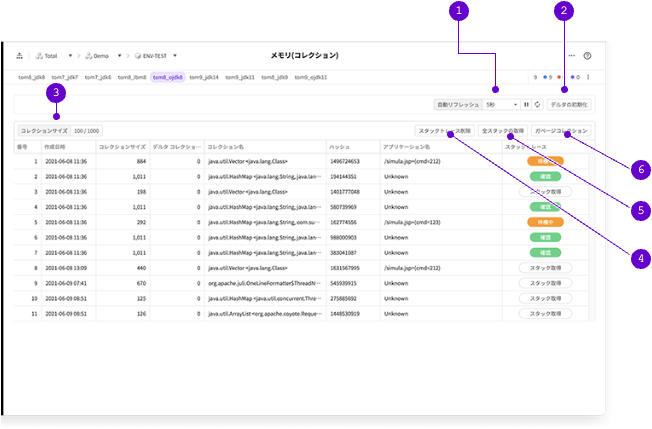 1
2
Total
Demo
ENV-TEST
メモリ(コレクション)
tom6_jdk8 tom7_jdk7 tom7_jdk6 tom8_ibm8 tom8_ojdk8 tom9_jdk14 tom9_jdk11 tom8_jdk9 tom9_ojdk11 9 9 0
3
自動リフレッシュ 5秒 デルタの初期化
コレクションサイズ 100 / 1000 スタックトレース削除 全スタックの取得 ガベージコレクション
番号 作成日時 コレクションサイズ デルタ コレクショ… コレクション名 ハッシュ アプリケーション名 スタックトレース
1 2021-06-08 11:36 884 0 java.util.Vector<java.lang.Class> 1496724653 /simula.jsp<cmd=212) 待機中
6
2 2021-06-08 11:36 1,011 0 java.util.HashMap<java.lang.String,java.lan… 194144351 Unknown 確認
3 2021-06-08 11:36 198 0 java.util.Vector<java.lang.Class> 1401777048 Unknown スタック取得
4 2021-06-08 11:36 1,011 0 java.util.HashMap<java.lang.String,java.lan… 580739969 Unknown 確認
5
5 2021-06-08 11:36 292 0 java.util.HashMap<java.lang.String,com.su… 162774556 /simula.jsp<cmd=123) 待機中
6 2021-06-08 11:36 1,011 0 java.util.HashMap<java.lang.String,java.lan… 988000903 Unknown 確認
7 2021-06-08 11:36 1,011 0 java.util.HashMap<java.lang.String,java.lan… 383041087 Unknown 確認
4
8 2021-06-08 13:09 440 0 java.util.Vector<java.lang.Class> 1631567995 /simula.jsp<cmd=212) スタック取得
9 2021-06-09 07:41 670 0 org.apache.juli.OneLineFormatter$ThreadN… 545939915 Unknown スタック取得
10 2021-06-09 08:51 125 0 java.util.HashMap<java.util.concurrent.Thre… 275885692 Unknown スタック取得
11 2021-06-09 08:51 126 0 java.util.ArrayList<org.apache.coyote.Reque… 1448530919 Unknown スタック取得